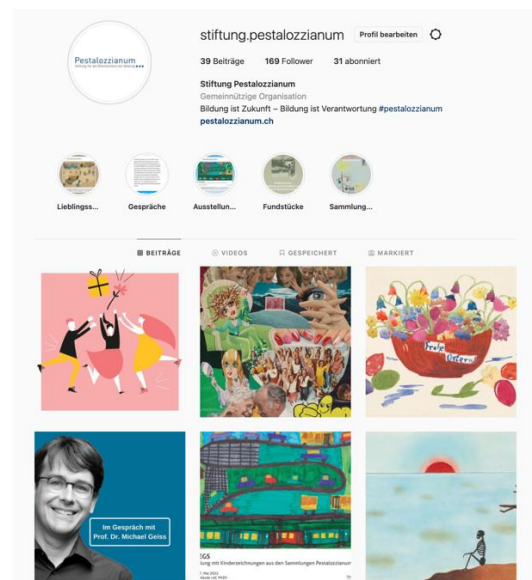 stiftung.pestalozzianum
Profil bearbeiten
39 Beiträge 169 Follower 31 abonniert
Stiftung Pestalozzianum
Gemeinnützige Organisation
Bildung ist Zukunft – Bildung ist Verantwortung #pestalozzianum
pestalozzianum.ch
Pestalozzianum
Lieblingss... Gespräche Ausstellun... Fundstücke Sammlung...
BEITRÄGE VIDEOS GESPEICHERT MARKIERT
Frohe
Ostern
Im Gespräch mit
Prof. Dr. Michael Geiss
EGS
lung mit Kinderzeichnungen aus den Sammlungen Pestalozzianum